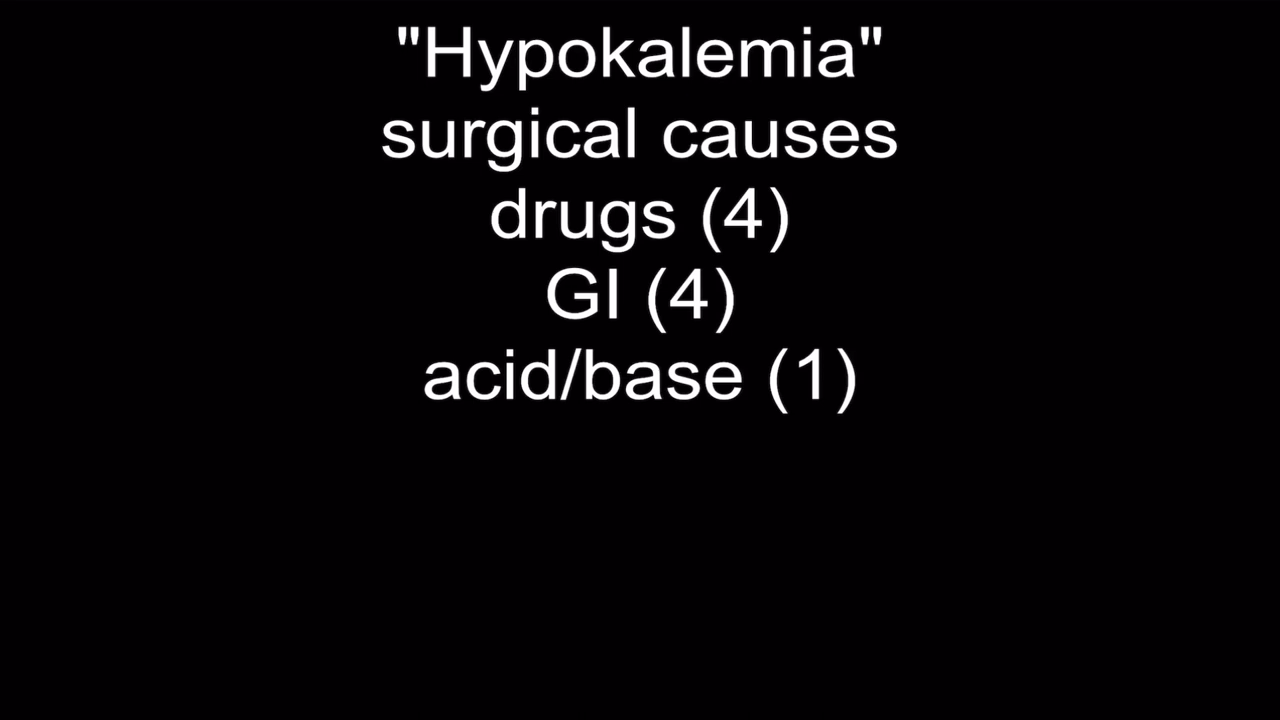 "Hypokalemia"
surgical causes
drugs (4)
GI (4)
acid/base (1)